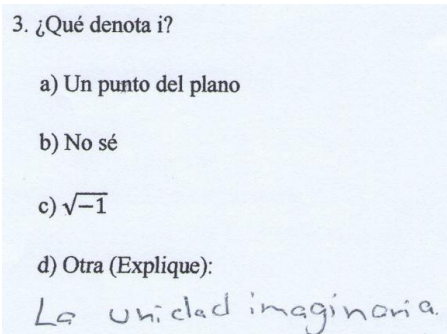 3. ¿Qué denota i?
a) Un punto del plano
b) No sé
c) √-1
d) Otra (Explique):
La unidad imaginaria